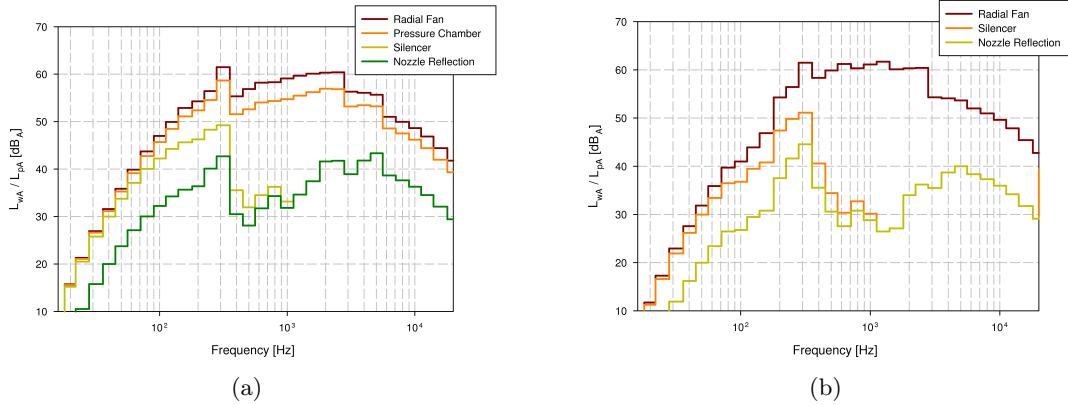 70
60
50
40
30
20
10
L_wA / L_pA [dB_A]
10^2
10^3
10^4
Frequency [Hz]
Radial Fan
Pressure Chamber
Silencer
Nozzle Reflection
(a)
70
60
50
40
30
20
10
L_wA / L_pA [dB_A]
10^2
10^3
10^4
Frequency [Hz]
Radial Fan
Silencer
Nozzle Reflection
(b)